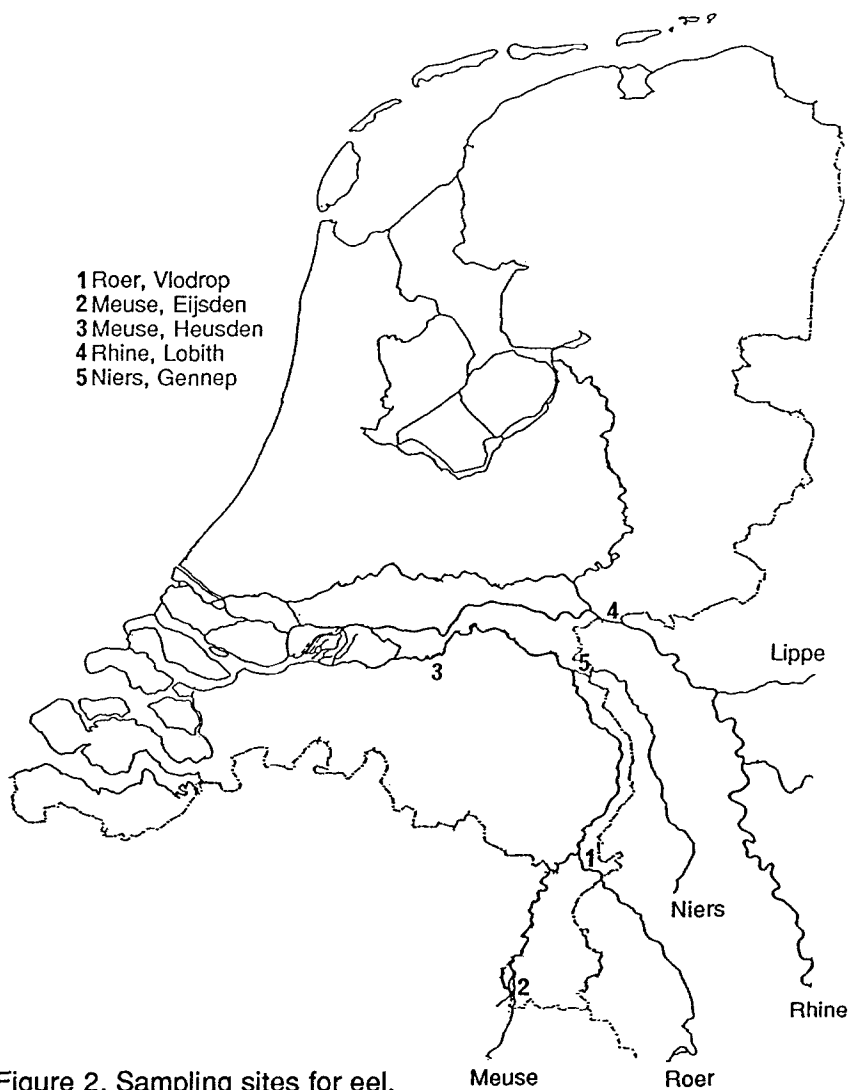 1 Roer, Vlodrop
2 Meuse, Eijsden
3 Meuse, Heusden
4 Rhine, Lobith
5 Niers, Gennep
4
Lippe
5
3
1
Niers
2
Rhine
Meuse
Roer
Figure 2. Sampling sites for eel.